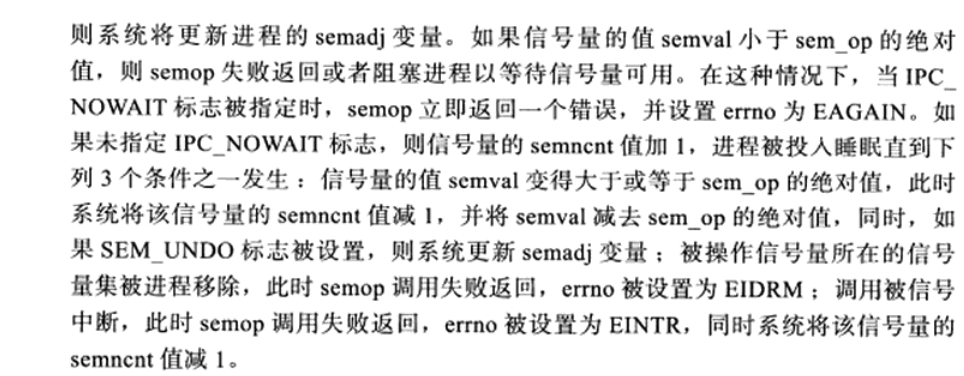 则系统将更新进程的 semadj 变量。如果信号量的值 semval 小于 sem_op 的绝对
值，则 semop 失败返回或者阻塞进程以等待信号量可用。在这种情况下，当 IPC_
NOWAIT 标志被指定时，semop 立即返回一个错误，并设置 errno 为 EAGAIN。如
果未指定 IPC_NOWAIT 标志，则信号量的 semncnt 值加 1，进程被投入睡眠直到下
列 3 个条件之一发生：信号量的值 semval 变得大于或等于 sem_op 的绝对值，此时
系统将该信号量的 semncnt 值减 1，并将 semval 减去 sem_op 的绝对值，同时，如
果 SEM_UNDO 标志被设置，则系统更新 semadj 变量；被操作信号量所在的信号
量集被进程移除，此时 semop 调用失败返回，errno 被设置为 EIDRM；调用被信号
中断，此时 semop 调用失败返回，errno 被设置为 EINTR，同时系统将该信号量的
semncnt 值减 1。